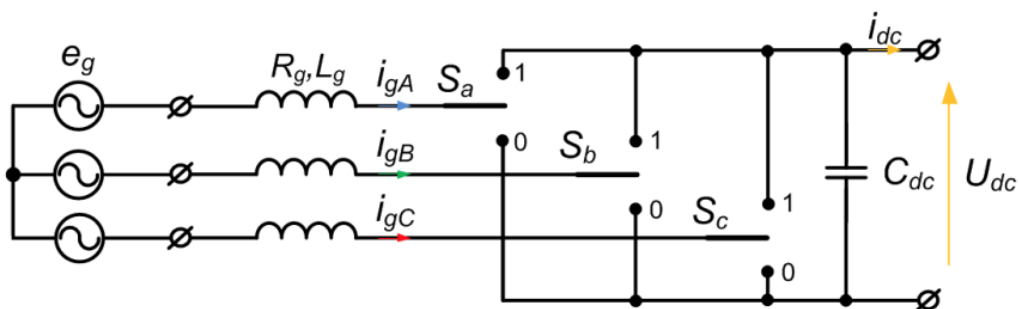 e_g
R_g,L_g
i_gA
S_a
1
0
i_gB
S_b
1
0
i_gC
S_c
1
0
i_dc
C_dc
U_dc